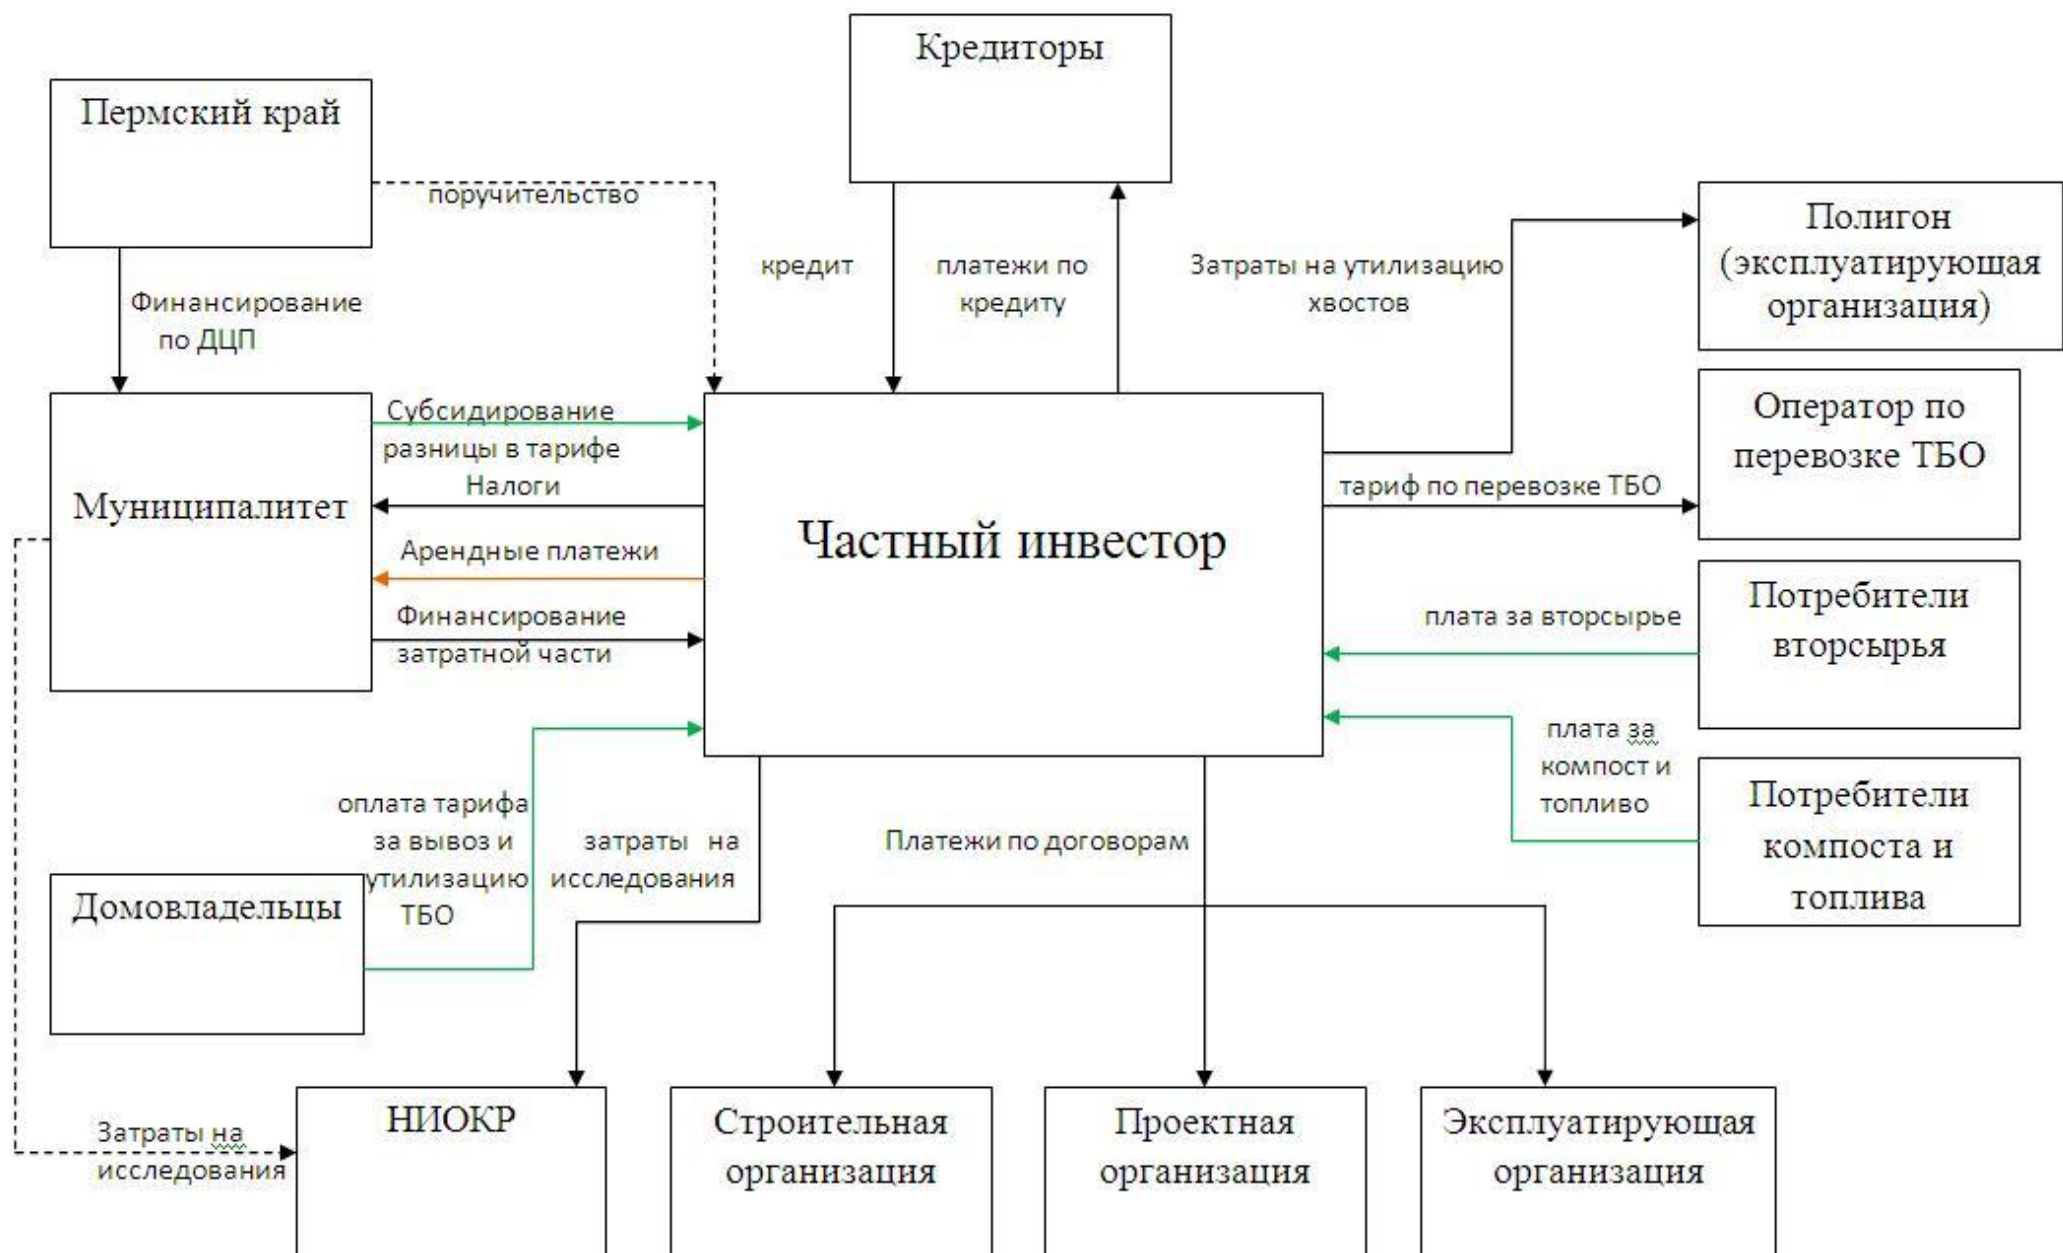 Кредиторы
Пермский край
поручительство
Полигон
(эксплуатирующая
организация)
кредит
платежи по
кредиту
Затраты на утилизацию
хвостов
Финансирование
по ДЦП
Муниципалитет
Субсидирование
разницы в тарифе
Налоги
Арендные платежи
Финансирование
затратной части
Частный инвестор
Оператор по
перевозке ТБО
тариф по перевозке ТБО
плата за вторсырье
Потребители
вторсырья
плата за
компост и
топливо
Потребители
компоста и
топлива
Домовладельцы
оплата тарифа
за вывоз и
утилизацию
ТБО
затраты на
исследования
Платежи по договорам
Затраты на
исследования
НИОКР
Строительная
организация
Проектная
организация
Эксплуатирующая
организация